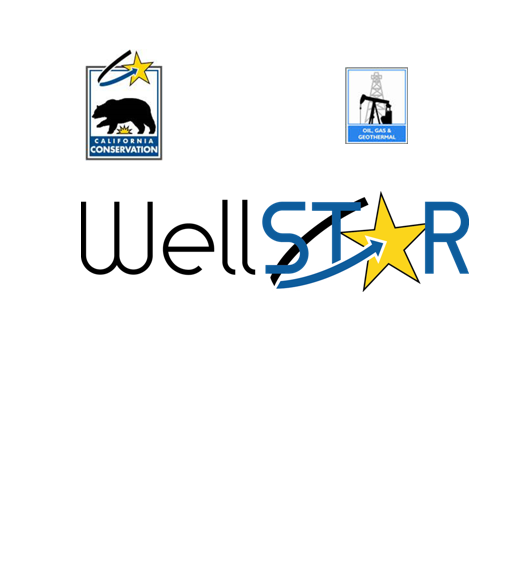 CALIFORNIA
CONSERVATION
OIL, GAS &
GEOTHERMAL
WellSTAR